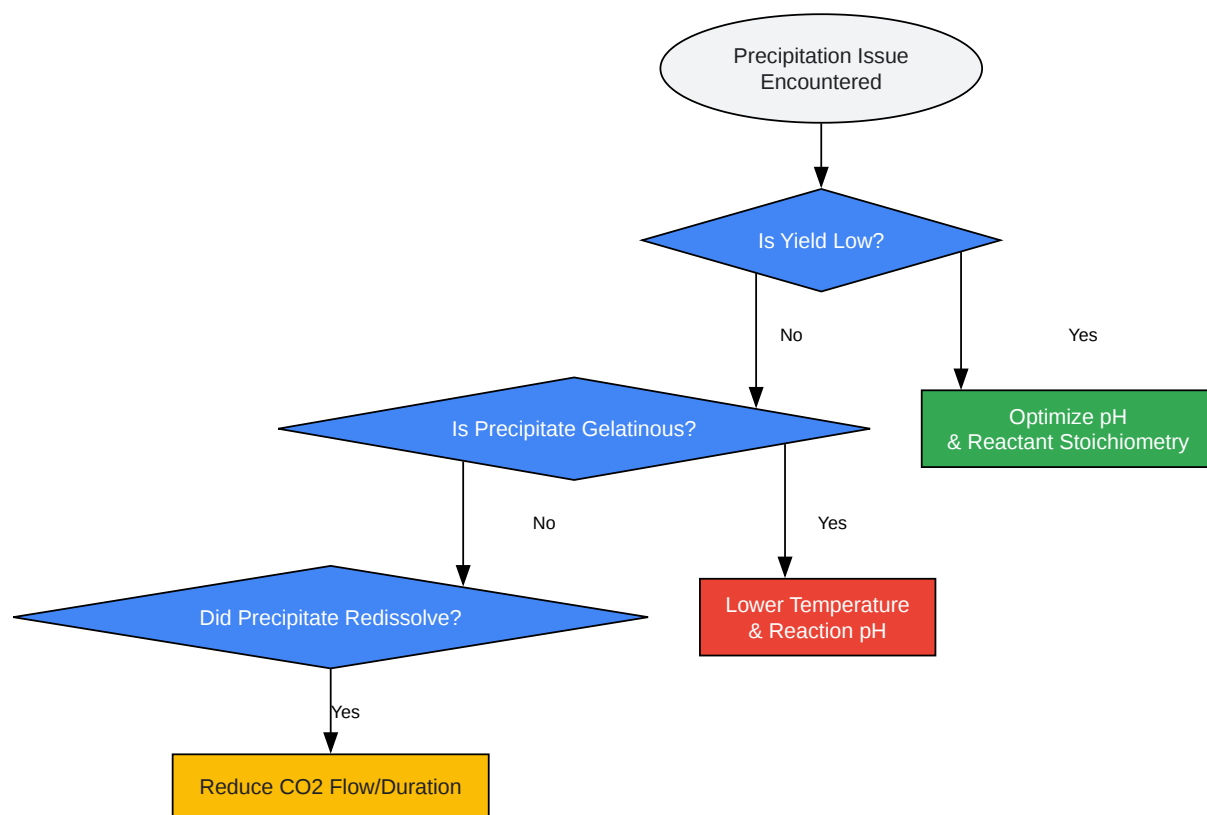 Precipitation Issue
Encountered
Is Yield Low?
No
Yes
Optimize pH
& Reactant Stoichiometry
Is Precipitate Gelatinous?
No
Yes
Lower Temperature
& Reaction pH
Did Precipitate Redissolve?
Yes
Reduce CO2 Flow/Duration